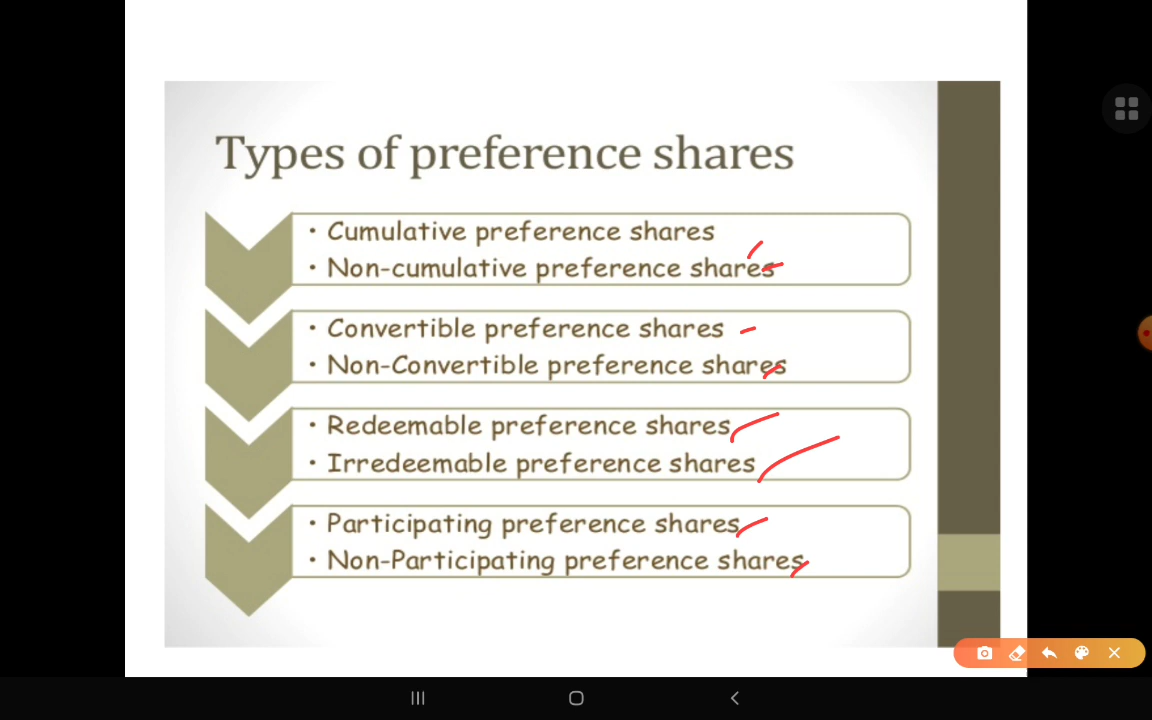 Types of preference shares
• Cumulative preference shares
• Non-cumulative preference shares
• Convertible preference shares
• Non-Convertible preference shares
• Redeemable preference shares
• Irredeemable preference shares
• Participating preference shares
• Non-Participating preference shares